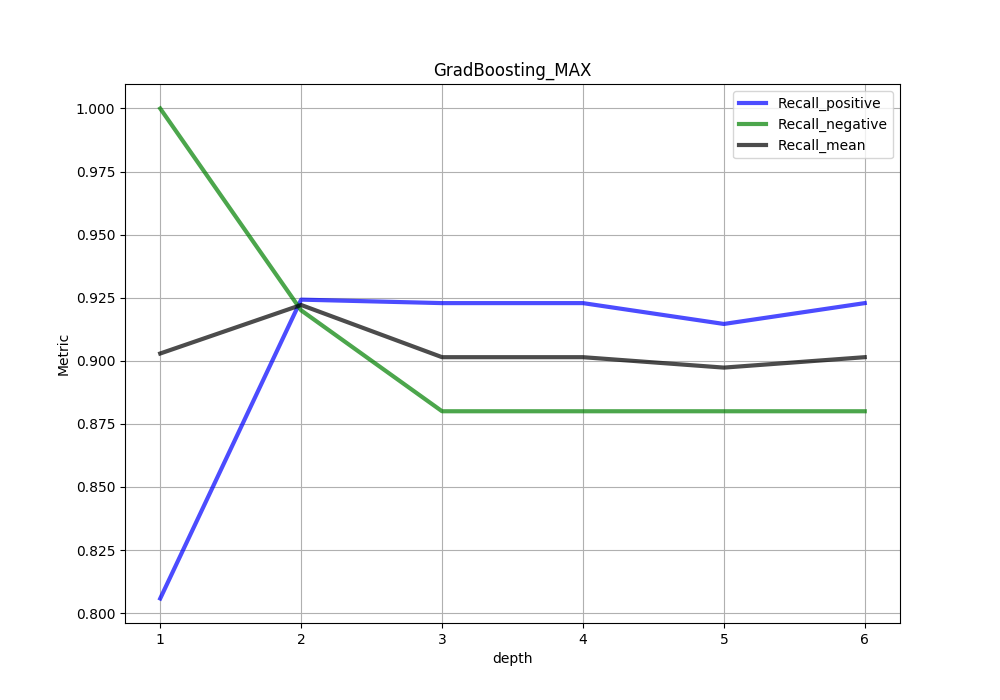 GradBoosting_MAX
Recall_positive
Recall_negative
Recall_mean
Metric
1.000
0.975
0.950
0.925
0.900
0.875
0.850
0.825
0.800
1 2 3 4 5 6
depth